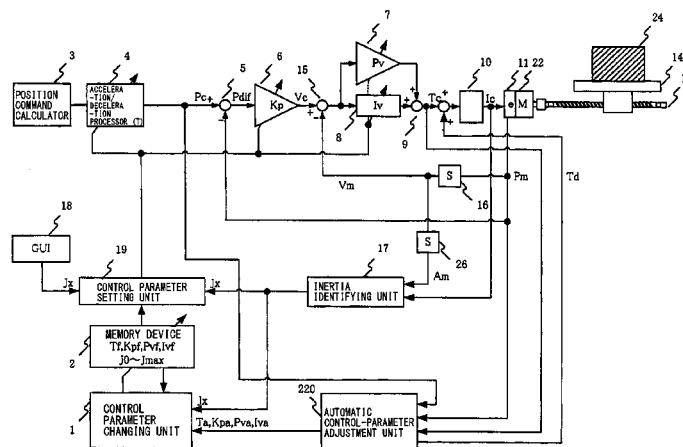 7
24
3
4
6
Pv
10
11 22
14
POSITION COMMAND CALCULATOR
ACCELERA -TION/ DECELERA -TION PROCESSOR (T)
Pc+
5
Pdif
Kp
Vc
15
Iv
8
9
Tc
Ic
e M
Vm
S
16
Pm
Td
18
GUI
19
S
26
17
Am
Jx
CONTROL PARAMETER SETTING UNIT
Jx
INERTIA IDENTIFYING UNIT
MEMORY DEVICE
Tf,Kpf,Pvf,Ivf
j0～Jmax
2
Jx
220
CONTROL PARAMETER CHANGING UNIT
1
Ta,Kpa,Pva,Iva
AUTOMATIC CONTROL-PARAMETER ADJUSTMENT UNIT